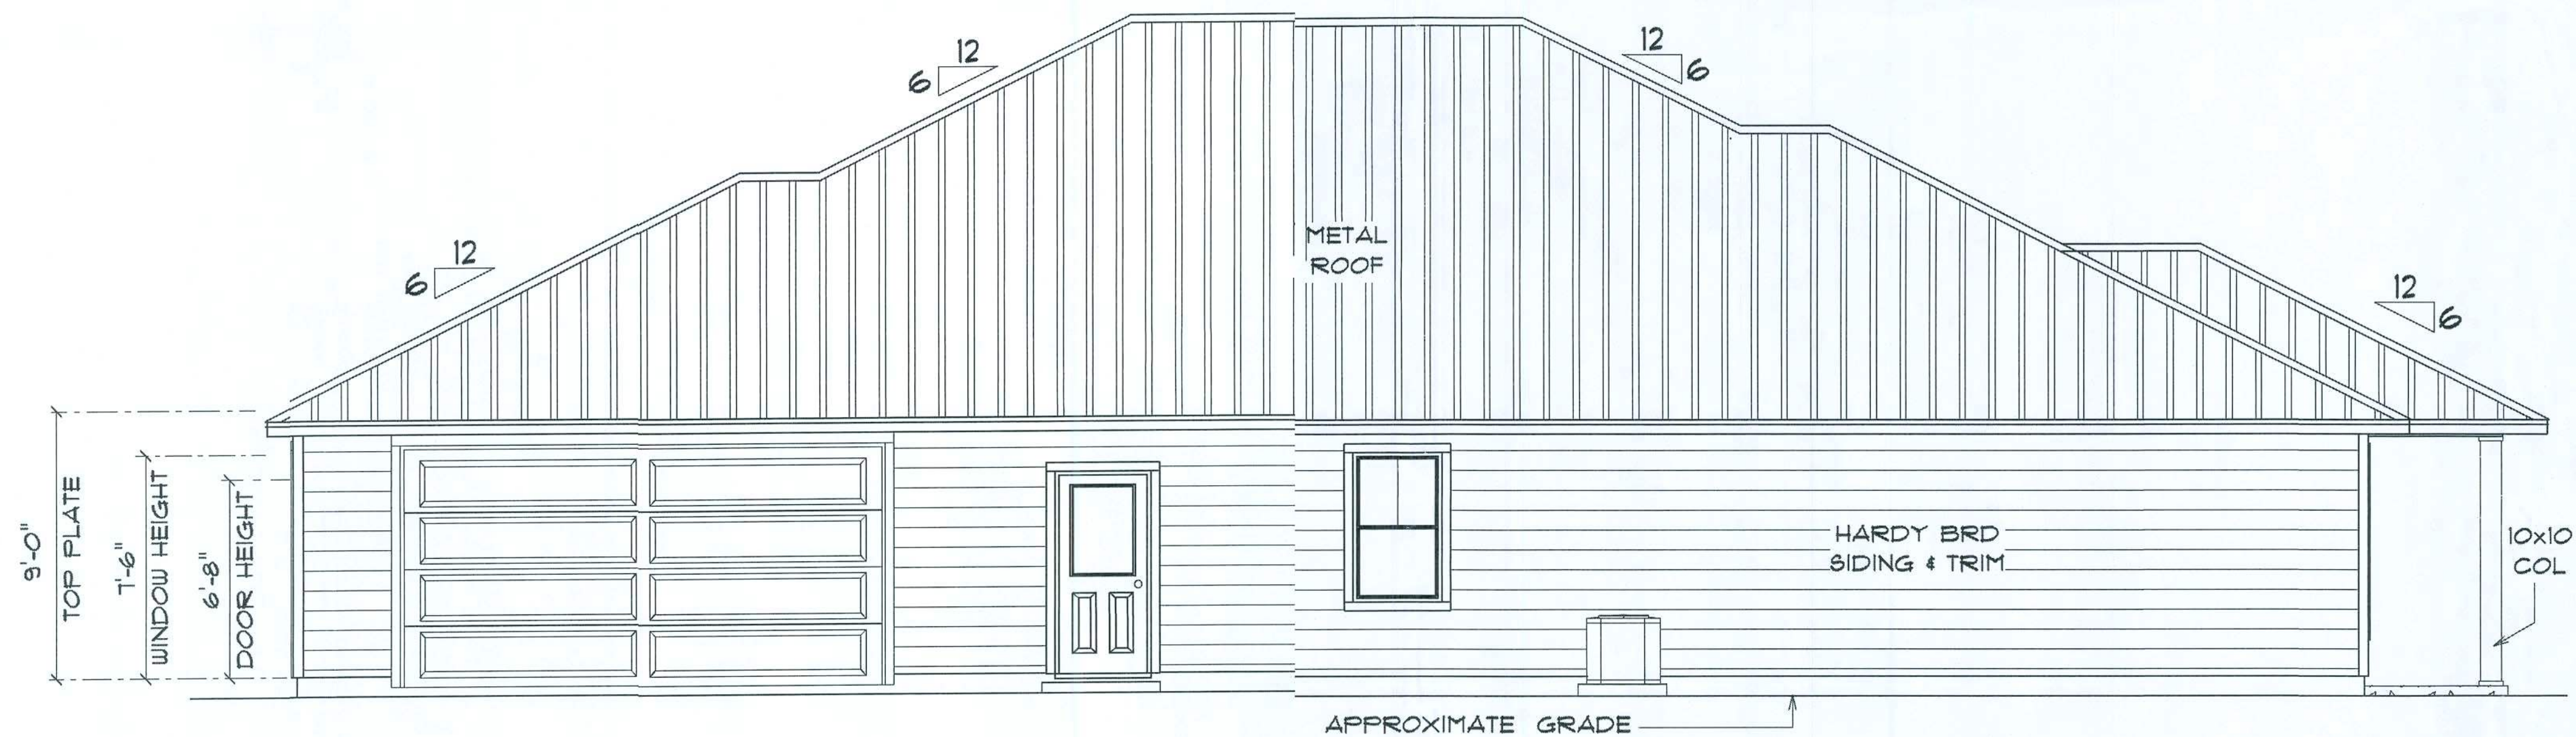 12
6
12
6
12
6
12
6
METAL
ROOF
9'-0"
TOP PLATE
7'-6"
WINDOW HEIGHT
6'-8"
DOOR HEIGHT
HARDY BRD
SIDING & TRIM
10x10
COL
APPROXIMATE GRADE